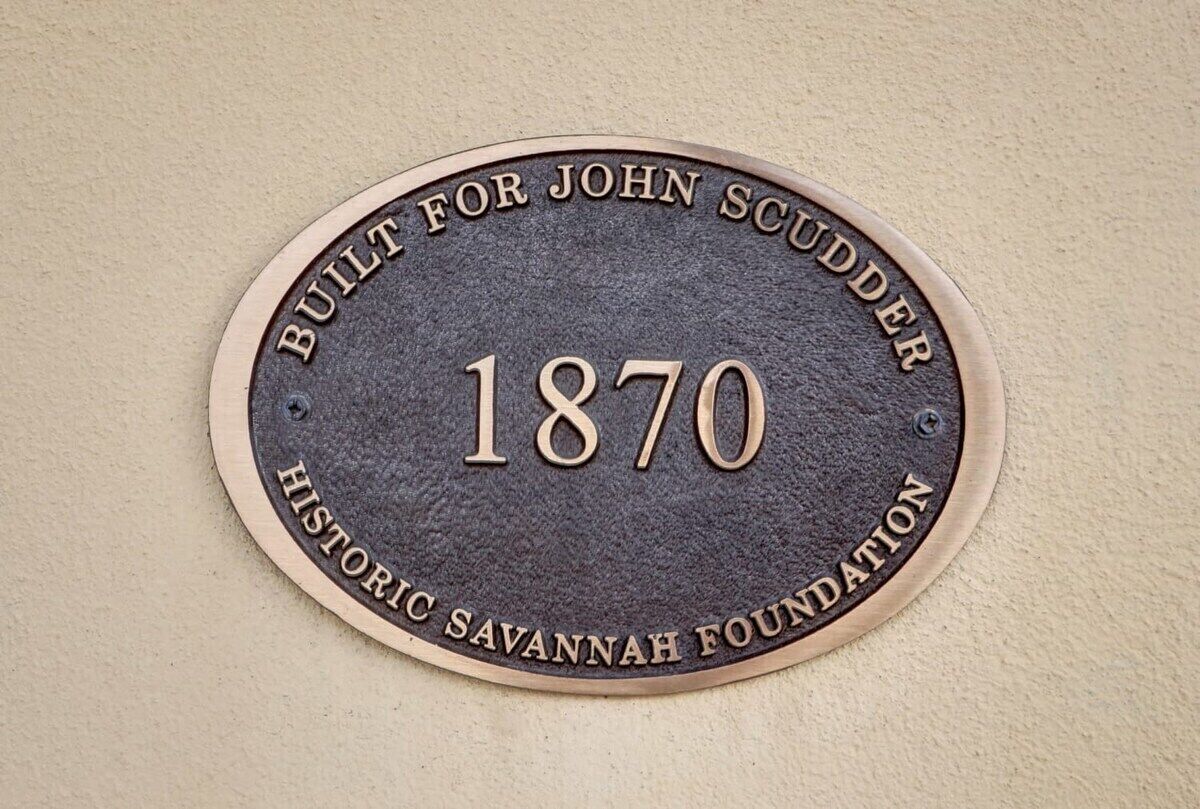 BUILT FOR JOHN SCUDDER
1870
HISTORIC SAVANNAH FOUNDATION